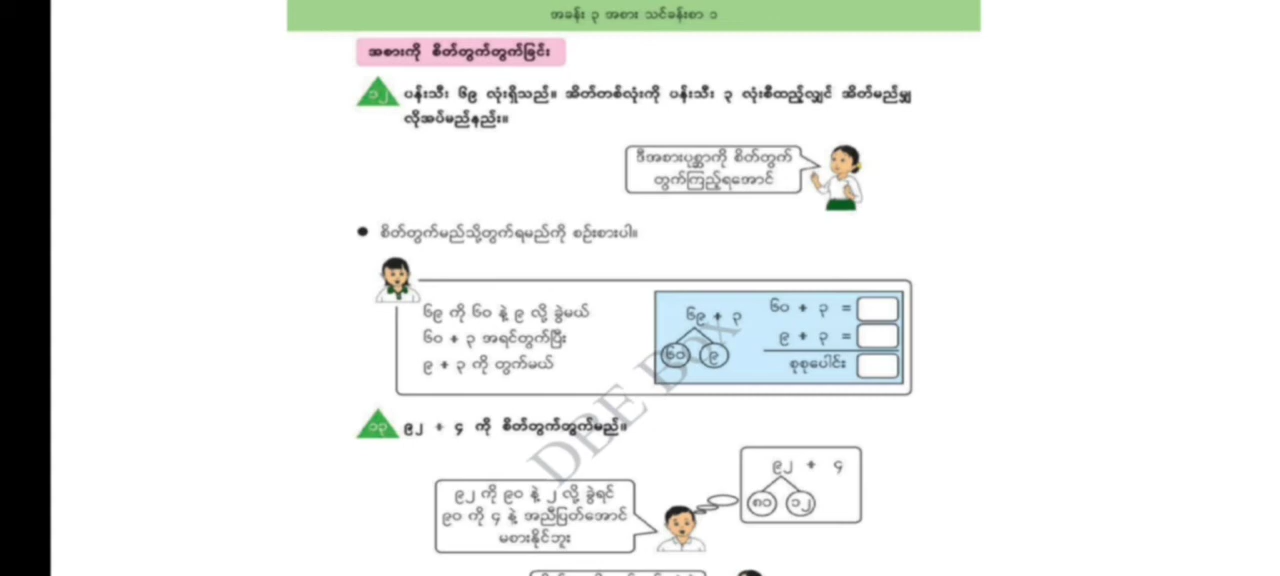 အခန်း ၃ အစား သင်ခန်းစာ ၁
အစားကို စိတ်တွက်တွက်ခြင်း
၁၂ ပန်းသီး ၆၉ လုံးရှိသည်။ အိတ်တစ်လုံးကို ပန်းသီး ၃ လုံးစီထည့်လျှင် အိတ်မည်မျှ
လိုအပ်မည်နည်း။
ဒီအစားပုစ္ဆာကို စိတ်တွက်
တွက်ကြည့်ရအောင်
● စိတ်တွက်မည်သို့တွက်ရမည်ကို စဉ်းစားပါ။
၆၉ ကို ၆၀ နဲ့ ၉ လို့ ခွဲမယ်
၆၀ ÷ ၃ အရင်တွက်ပြီး
၉ ÷ ၃ ကို တွက်မယ်
၆၉ ÷ ၃
၆၀ ၉
၆၀ ÷ ၃ =
၉ ÷ ၃ =
စုစုပေါင်း
DBE BOX
၁၃ ၉၂ ÷ ၄ ကို စိတ်တွက်တွက်မည်။
၉၂ ကို ၉၀ နဲ့ ၂ လို့ ခွဲရင်
၉၀ ကို ၄ နဲ့ အညီပြတ်အောင်
မစားနိုင်ဘူး
၉၂ ÷ ၄
၈၀ ၁၂